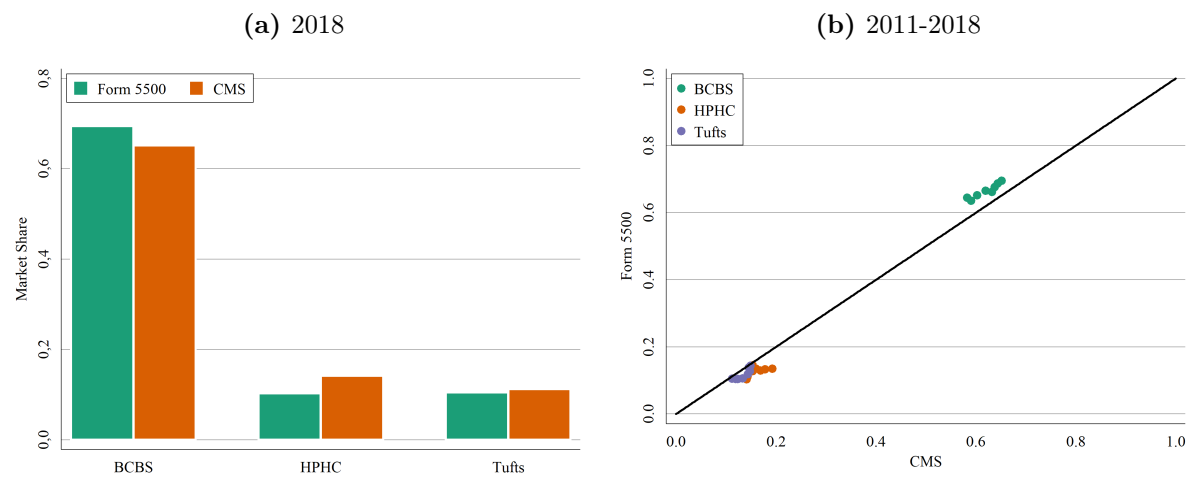 (a) 2018
Form 5500
CMS
Market Share
0,8
0,6
0,4
0,2
0,0
BCBS
HPHC
Tufts
(b) 2011-2018
BCBS
HPHC
Tufts
Form 5500
1.0
0.8
0.6
0.4
0.2
0.0
0.0
0.2
0.4
0.6
0.8
1.0
CMS